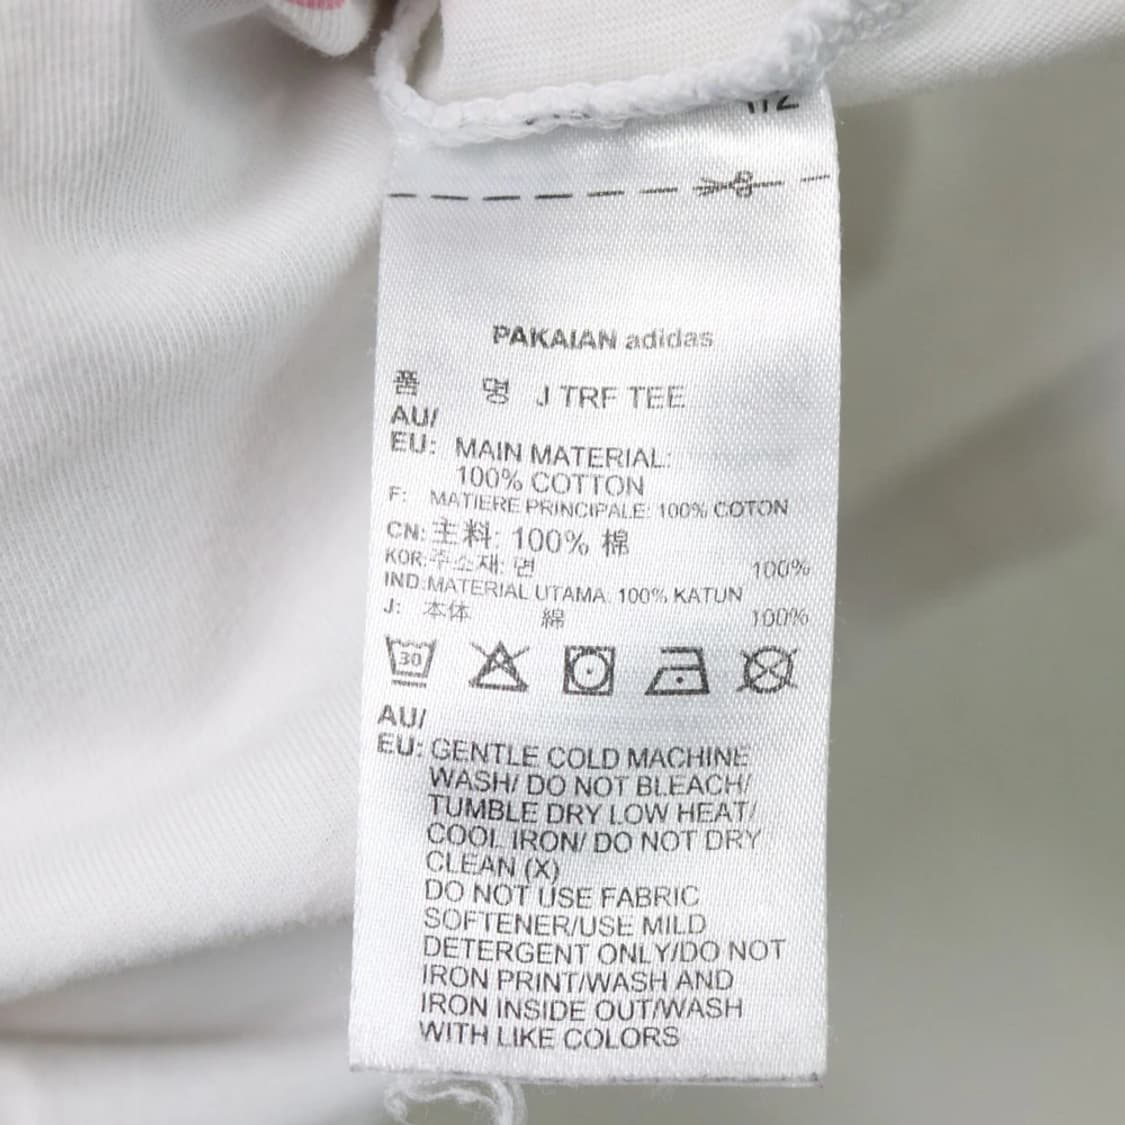 1/2
PAKAIAN adidas
품 명 J TRF TEE
AU/
EU: MAIN MATERIAL:
100% COTTON
F: MATIERE PRINCIPALE: 100% COTON
CN: 主料: 100% 棉
KOR: 주소재: 면 100%
IND: MATERIAL UTAMA: 100% KATUN
J: 本体 綿 100%
30
AU/
EU: GENTLE COLD MACHINE
WASH/ DO NOT BLEACH/
TUMBLE DRY LOW HEAT/
COOL IRON/ DO NOT DRY
CLEAN (X)
DO NOT USE FABRIC
SOFTENER/USE MILD
DETERGENT ONLY/DO NOT
IRON PRINT/WASH AND
IRON INSIDE OUT/WASH
WITH LIKE COLORS